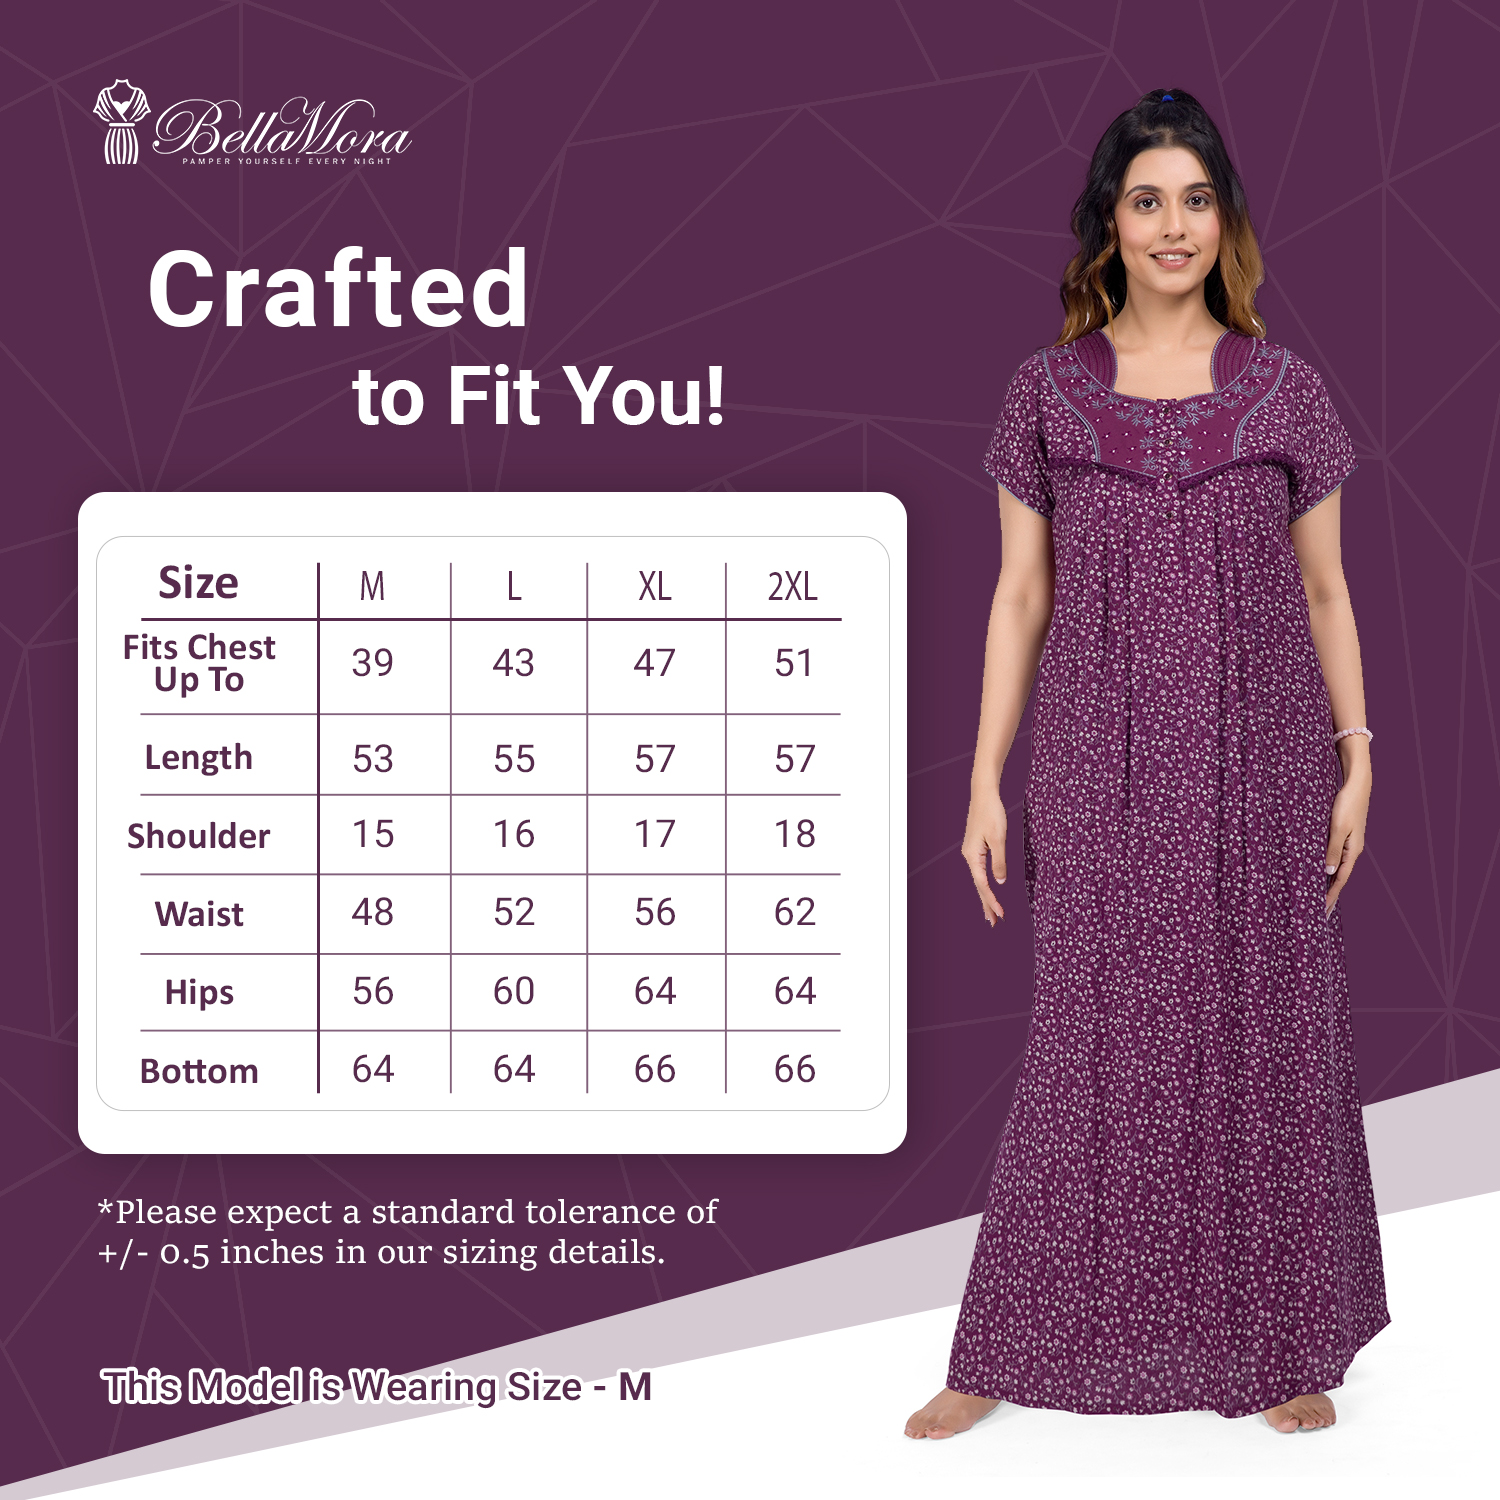 BellaMora
PAMPER YOURSELF EVERY NIGHT
Crafted
to Fit You!
Size M L XL 2XL
Fits Chest
Up To 39 43 47 51
Length 53 55 57 57
Shoulder 15 16 17 18
Waist 48 52 56 62
Hips 56 60 64 64
Bottom 64 64 66 66
*Please expect a standard tolerance of
+/- 0.5 inches in our sizing details.
This Model is Wearing Size - M